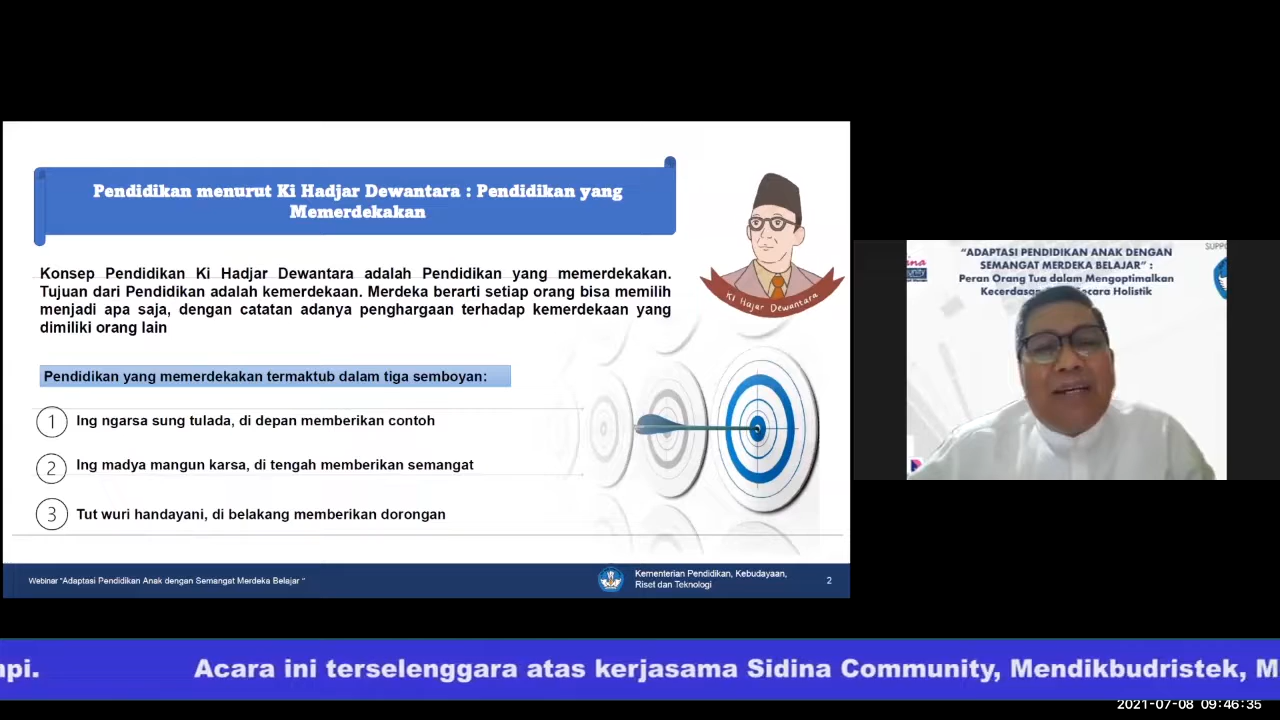 Pendidikan menurut Ki Hadjar Dewantara : Pendidikan yang
Memerdekakan
Konsep Pendidikan Ki Hadjar Dewantara adalah Pendidikan yang memerdekakan.
Tujuan dari Pendidikan adalah kemerdekaan. Merdeka berarti setiap orang bisa memilih
menjadi apa saja, dengan catatan adanya penghargaan terhadap kemerdekaan yang
dimiliki orang lain
Ki Hajar Dewantara
Pendidikan yang memerdekakan termaktub dalam tiga semboyan:
1 Ing ngarsa sung tulada, di depan memberikan contoh
2 Ing madya mangun karsa, di tengah memberikan semangat
3 Tut wuri handayani, di belakang memberikan dorongan
Webinar "Adaptasi Pendidikan Anak dengan Semangat Merdeka Belajar "
Kementerian Pendidikan, Kebudayaan,
Riset dan Teknologi
2
"ADAPTASI PENDIDIKAN ANAK DENGAN
SEMANGAT MERDEKA BELAJAR" :
Peran Orang Tua dalam Mengoptimalkan
Kecerdasan Secara Holistik
Acara ini terselenggara atas kerjasama Sidina Community, Mendikbudristek, M
2021-07-08 09:46:35